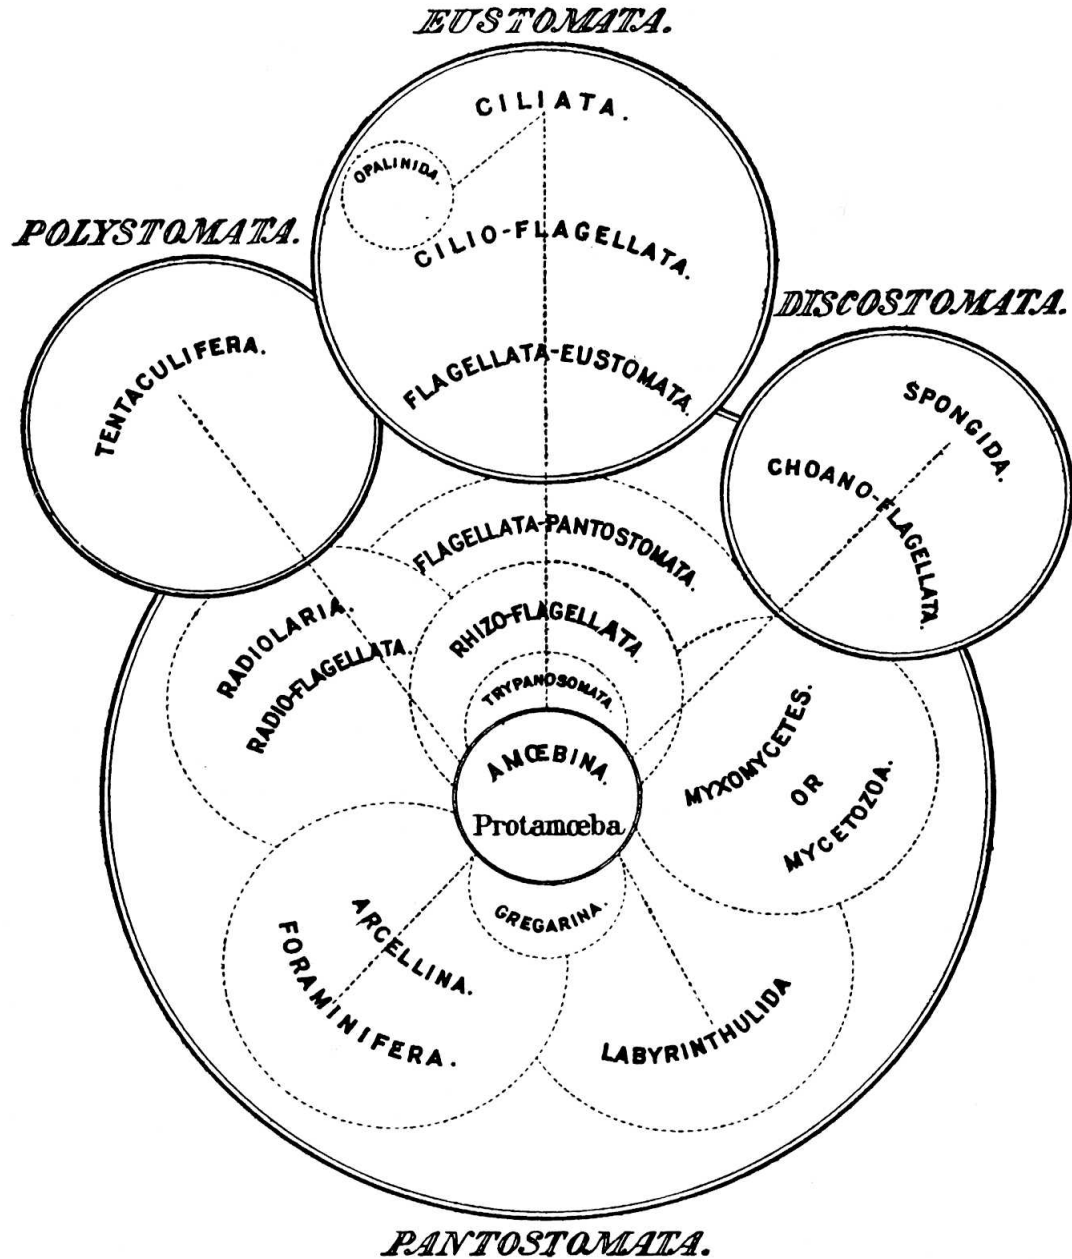 EUSTOMATA.
CILIATA.
OPALINIDA.
POLYSTOMATA.
CILIO-FLAGELLATA.
DISCOSTOMATA.
TENTACULIFERA.
FLAGELLATA-EUSTOMATA.
SPONGIDA.
CHOANO-FLAGELLATA.
FLAGELLATA-PANTOSTOMATA.
RADIOLARIA.
RHIZO-FLAGELLATA.
RADIO-FLAGELLATA.
TRYPANOSOMATA.
AMŒBINA.
Protamœba
MYXOMYCETES.
OR
MYCETOZOA.
GREGARINA.
ARCELLINA.
FORAMINIFERA.
LABYRINTHULIDA
PANTOSTOMATA.